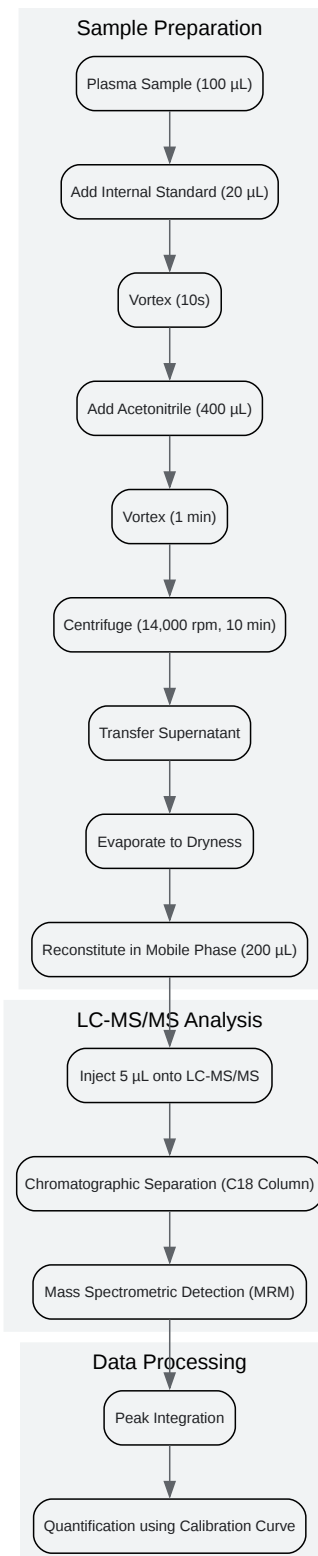 Sample Preparation
Plasma Sample (100 µL)
Add Internal Standard (20 µL)
Vortex (10s)
Add Acetonitrile (400 µL)
Vortex (1 min)
Centrifuge (14,000 rpm, 10 min)
Transfer Supernatant
Evaporate to Dryness
Reconstitute in Mobile Phase (200 µL)
LC-MS/MS Analysis
Inject 5 µL onto LC-MS/MS
Chromatographic Separation (C18 Column)
Mass Spectrometric Detection (MRM)
Data Processing
Peak Integration
Quantification using Calibration Curve